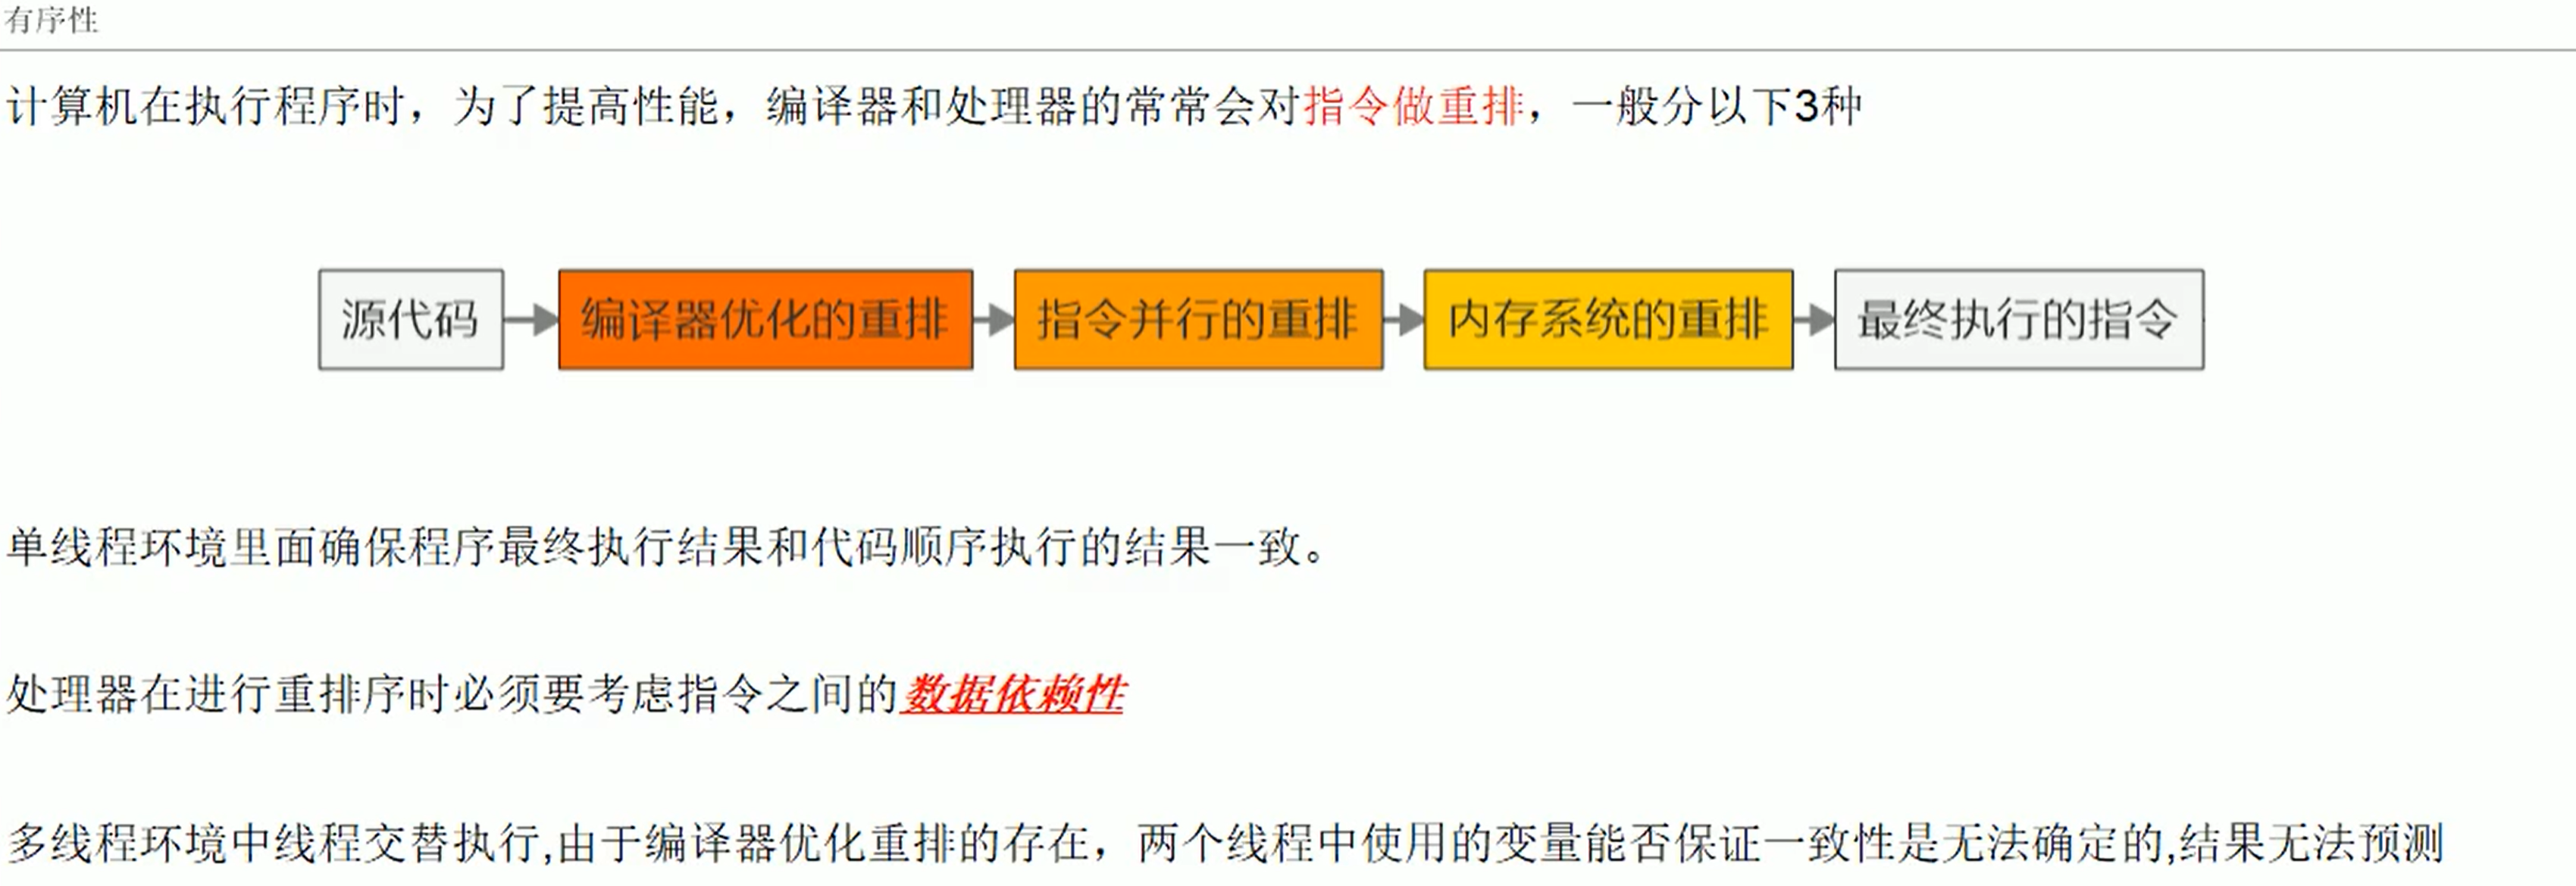 有序性
计算机在执行程序时，为了提高性能，编译器和处理器的常常会对指令做重排，一般分以下3种
源代码 编译器优化的重排 指令并行的重排 内存系统的重排 最终执行的指令
单线程环境里面确保程序最终执行结果和代码顺序执行的结果一致。
处理器在进行重排序时必须要考虑指令之间的数据依赖性
多线程环境中线程交替执行,由于编译器优化重排的存在，两个线程中使用的变量能否保证一致性是无法确定的,结果无法预测